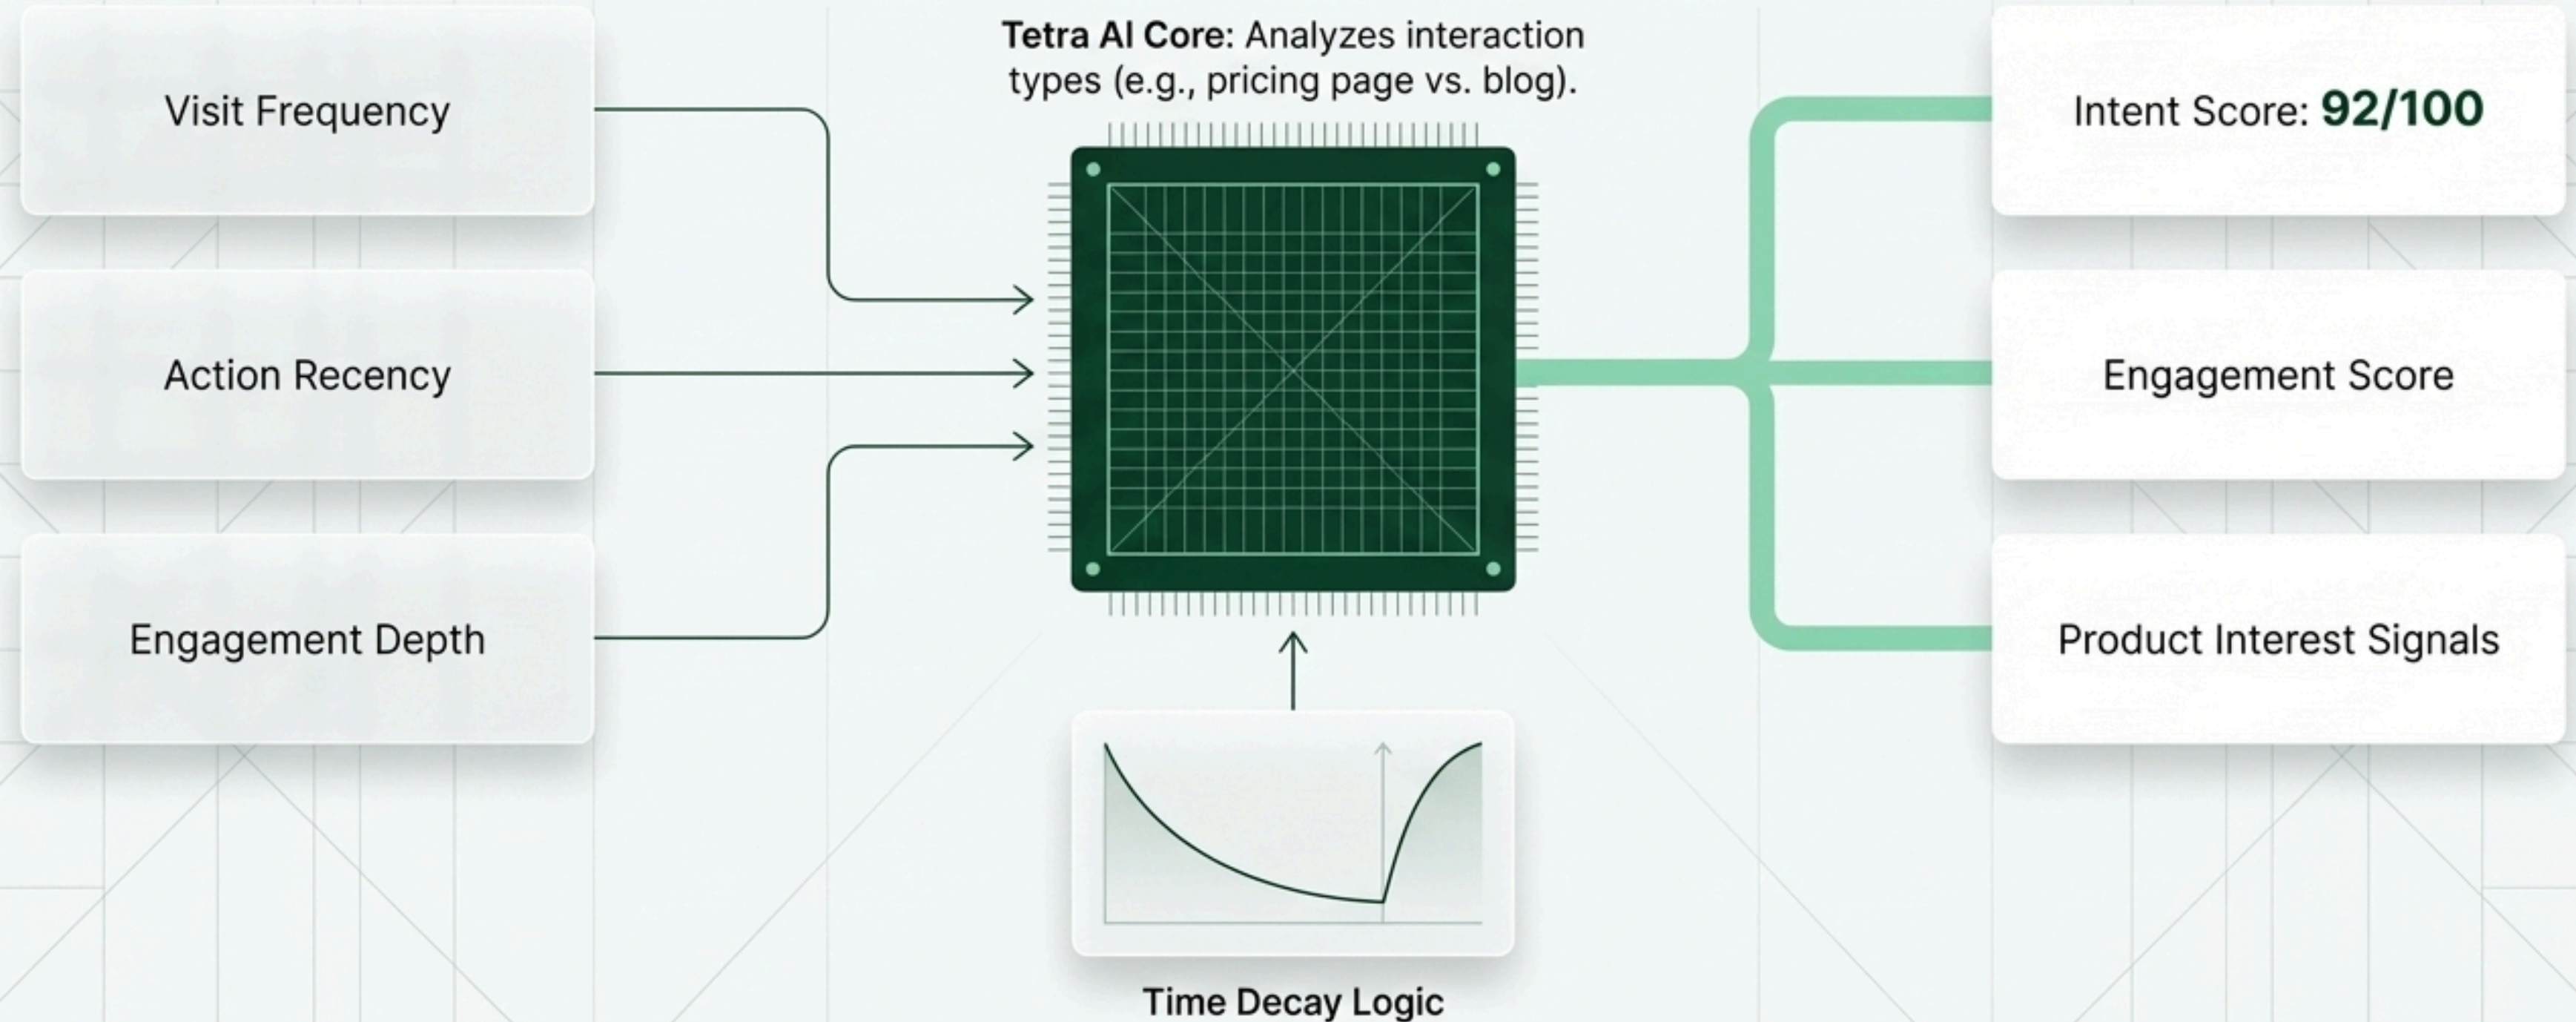 Visit Frequency
Action Recency
Engagement Depth
Tetra AI Core: Analyzes interaction
types (e.g., pricing page vs. blog).
Time Decay Logic
Intent Score: 92/100
Engagement Score
Product Interest Signals